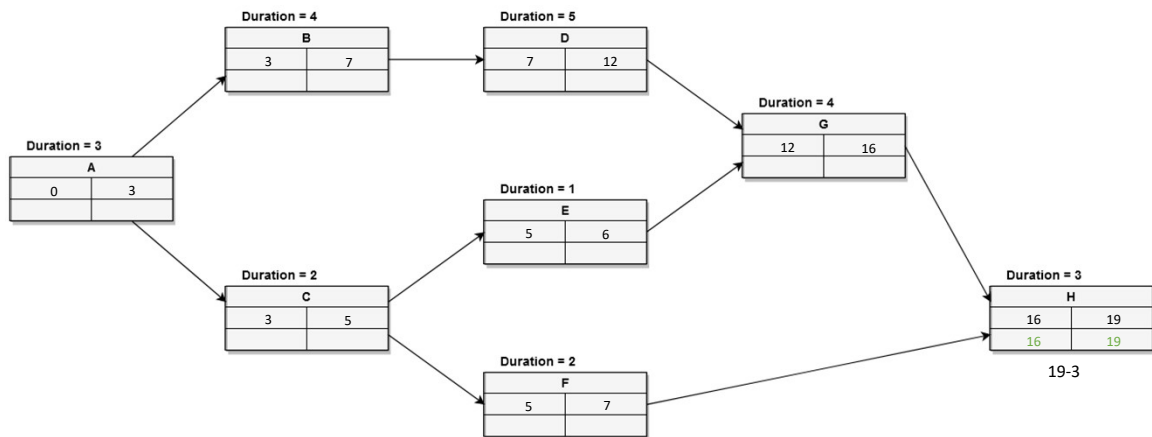 Duration = 4
B
3 7
Duration = 5
D
7 12
Duration = 4
G
12 16
Duration = 3
A
0 3
Duration = 1
E
5 6
Duration = 2
C
3 5
Duration = 3
H
16 19
16 19
19-3
Duration = 2
F
5 7